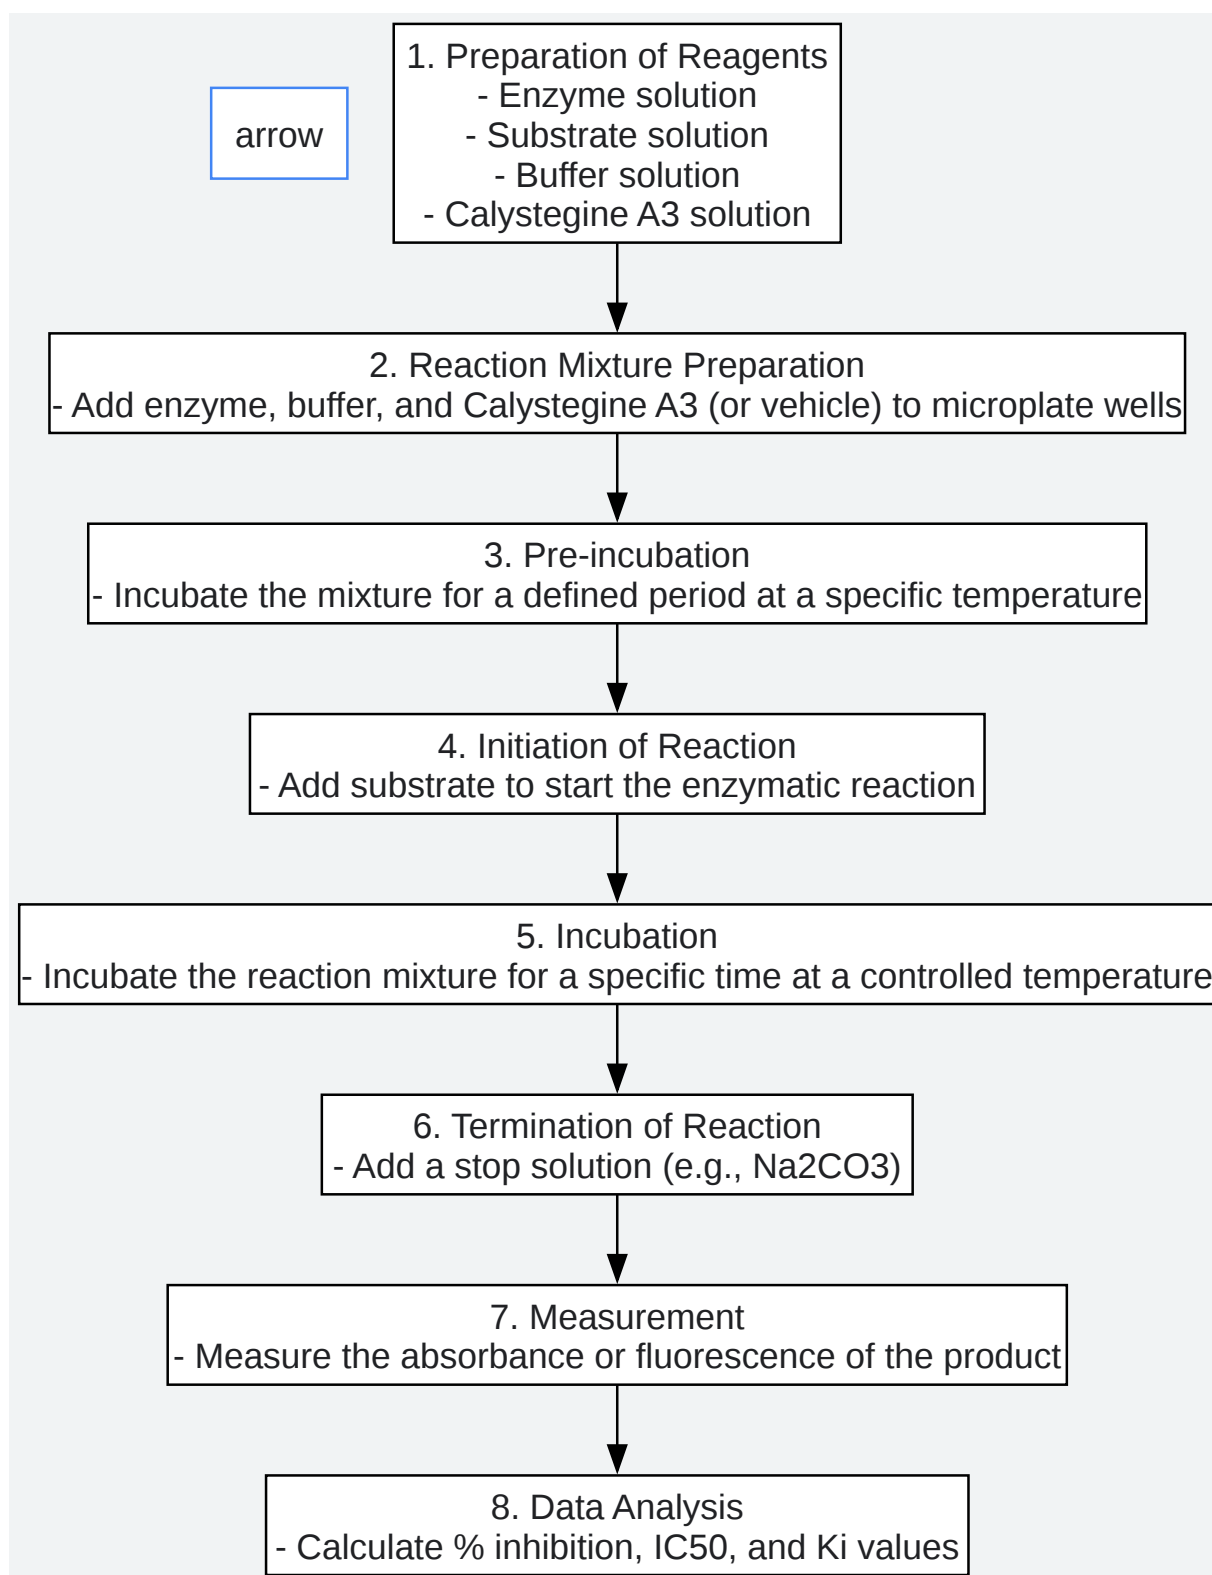 1. Preparation of Reagents
- Enzyme solution
- Substrate solution
- Buffer solution
- Calystegine A3 solution
arrow
2. Reaction Mixture Preparation
- Add enzyme, buffer, and Calystegine A3 (or vehicle) to microplate wells
3. Pre-incubation
- Incubate the mixture for a defined period at a specific temperature
4. Initiation of Reaction
- Add substrate to start the enzymatic reaction
5. Incubation
- Incubate the reaction mixture for a specific time at a controlled temperature
6. Termination of Reaction
- Add a stop solution (e.g., Na2CO3)
7. Measurement
- Measure the absorbance or fluorescence of the product
8. Data Analysis
- Calculate % inhibition, IC50, and Ki values